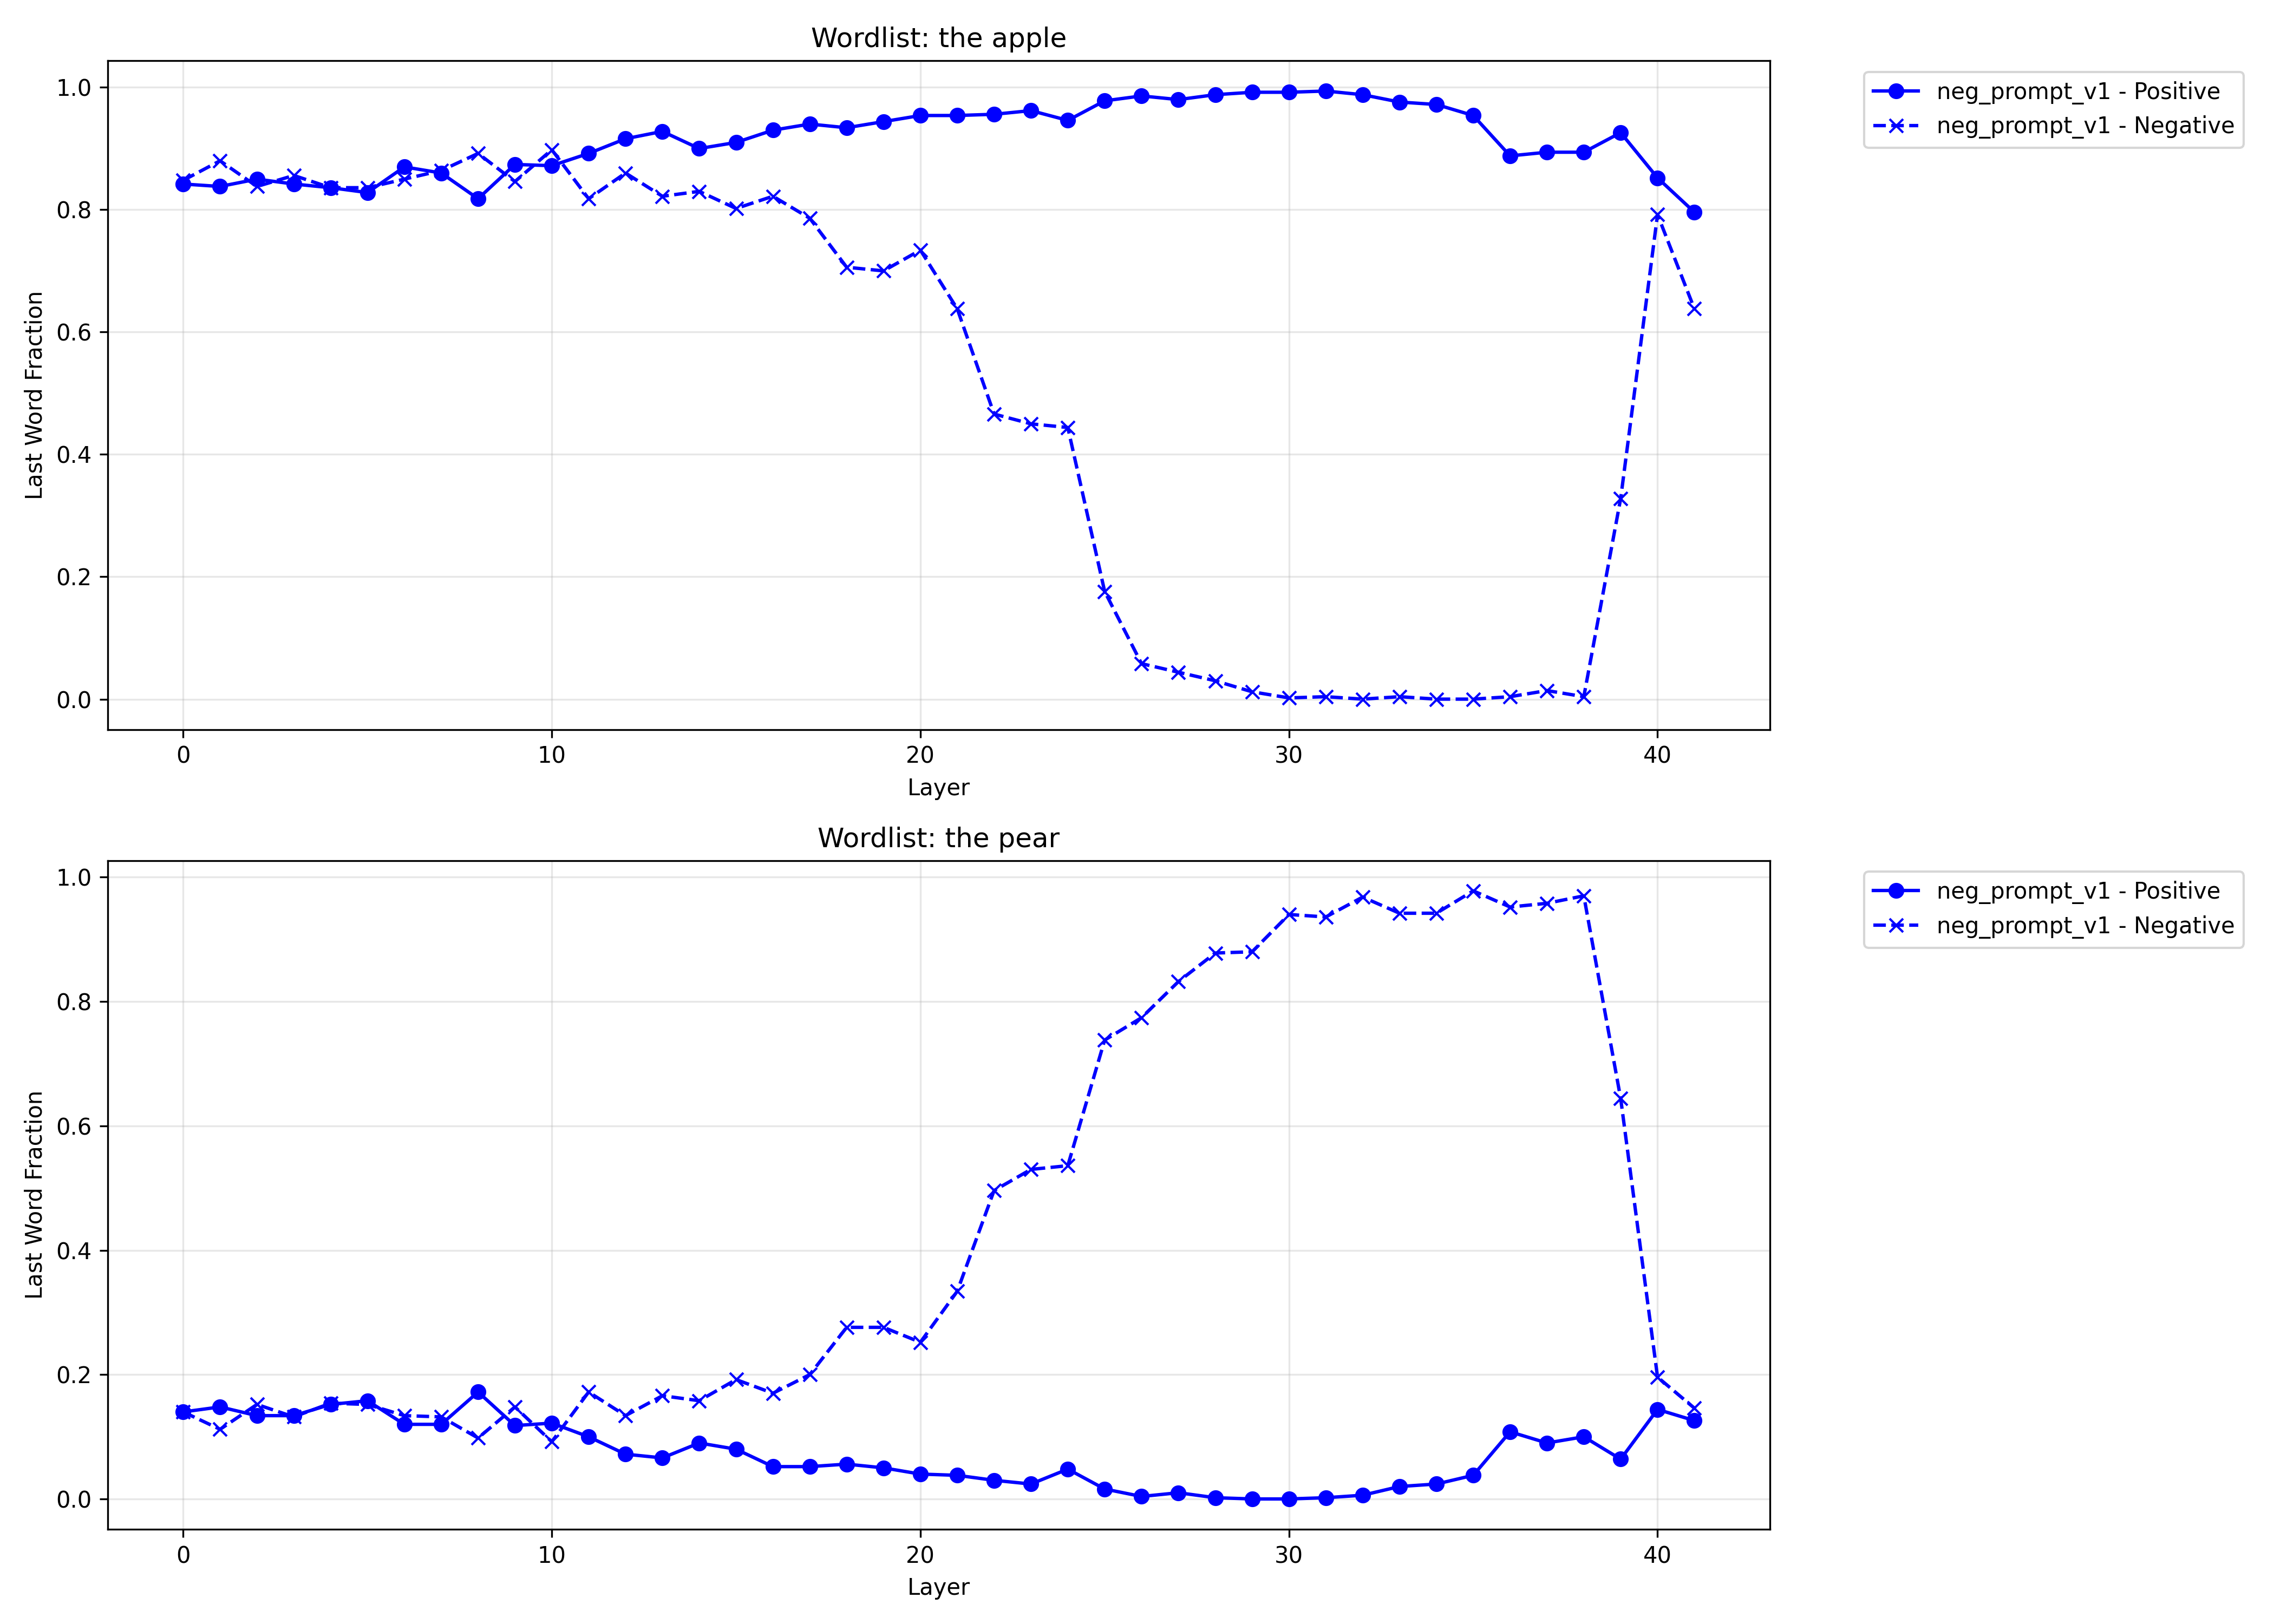 Wordlist: the apple
Last Word Fraction
1.0
0.8
0.6
0.4
0.2
0.0
0 10 20 30 40
Layer
neg_prompt_v1 - Positive
neg_prompt_v1 - Negative
Wordlist: the pear
Last Word Fraction
1.0
0.8
0.6
0.4
0.2
0.0
0 10 20 30 40
Layer
neg_prompt_v1 - Positive
neg_prompt_v1 - Negative